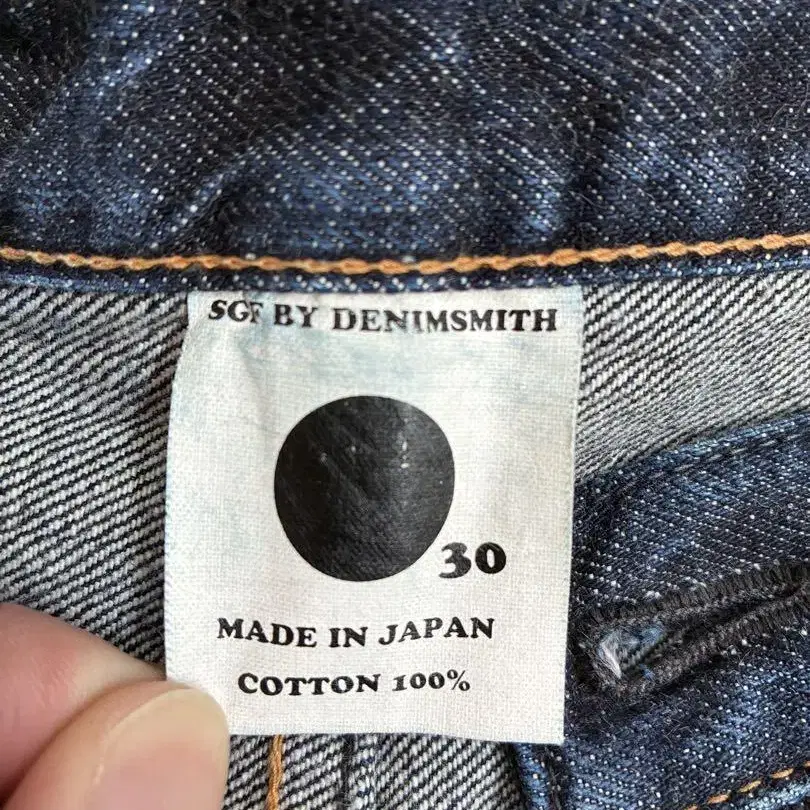 SGF BY DENIMSMITH
30
MADE IN JAPAN
COTTON 100%